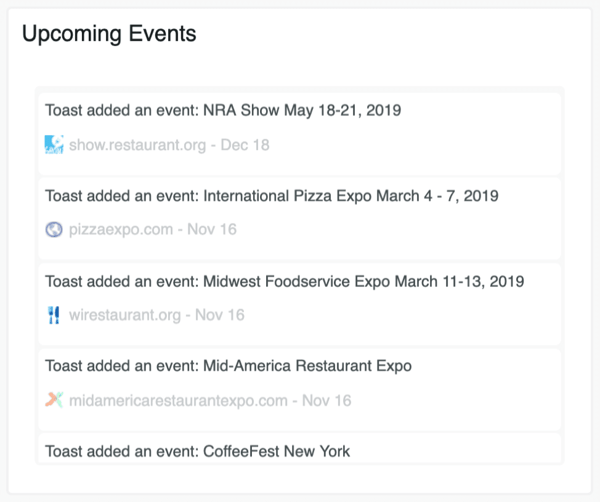 Upcoming Events
Toast added an event: NRA Show May 18-21, 2019
show.restaurant.org - Dec 18
Toast added an event: International Pizza Expo March 4 - 7, 2019
pizzaexpo.com - Nov 16
Toast added an event: Midwest Foodservice Expo March 11-13, 2019
wirestaurant.org - Nov 16
Toast added an event: Mid-America Restaurant Expo
midamericarestaurantexpo.com - Nov 16
Toast added an event: CoffeeFest New York